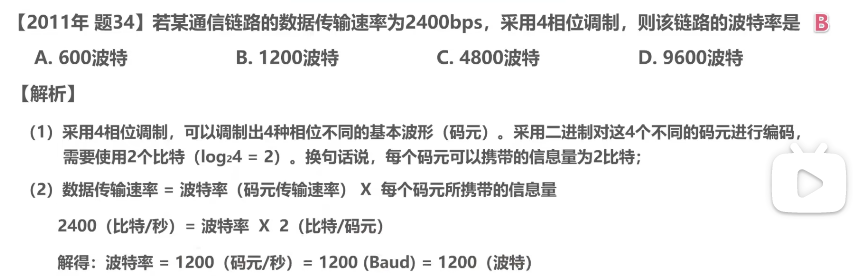 【2011年 题34】若某通信链路的数据传输速率为2400bps，采用4相位调制，则该链路的波特率是 B
A. 600波特 B. 1200波特 C. 4800波特 D. 9600波特
【解析】
（1）采用4相位调制，可以调制出4种相位不同的基本波形（码元）。采用二进制对这4个不同的码元进行编码，
需要使用2个比特（log₂4 = 2）。换句话说，每个码元可以携带的信息量为2比特；
（2）数据传输速率 = 波特率（码元传输速率） X 每个码元所携带的信息量
2400（比特/秒）= 波特率 X 2（比特/码元）
解得：波特率 = 1200（码元/秒）= 1200 (Baud) = 1200（波特）